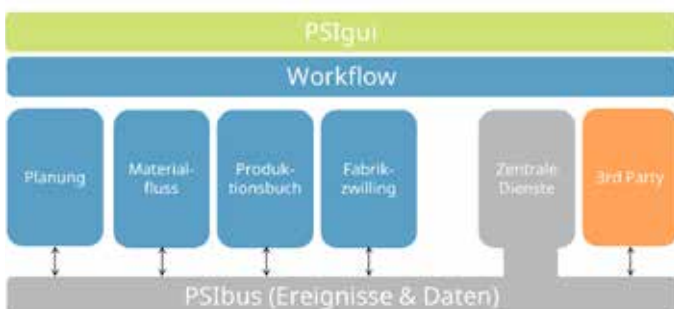 PSIgui
Workflow
Planung
Material-
fluss
Produk-
tionsbuch
Fabrik-
zwilling
Zentrale
Dienste
3rd Party
PSIbus (Ereignisse & Daten)